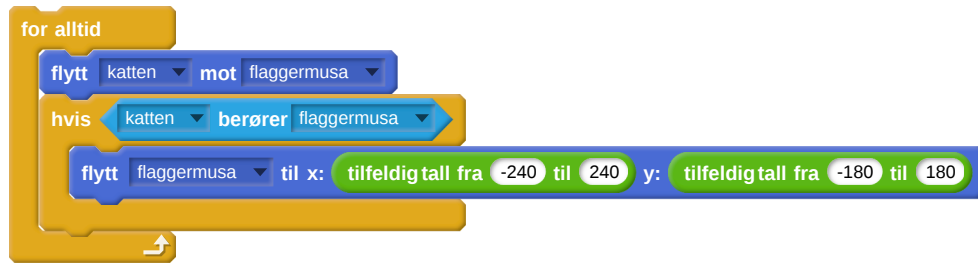 for alltid
flytt katten mot flaggermusa
hvis katten berører flaggermusa
flytt flaggermusa til x: tilfeldig tall fra -240 til 240 y: tilfeldig tall fra -180 til 180